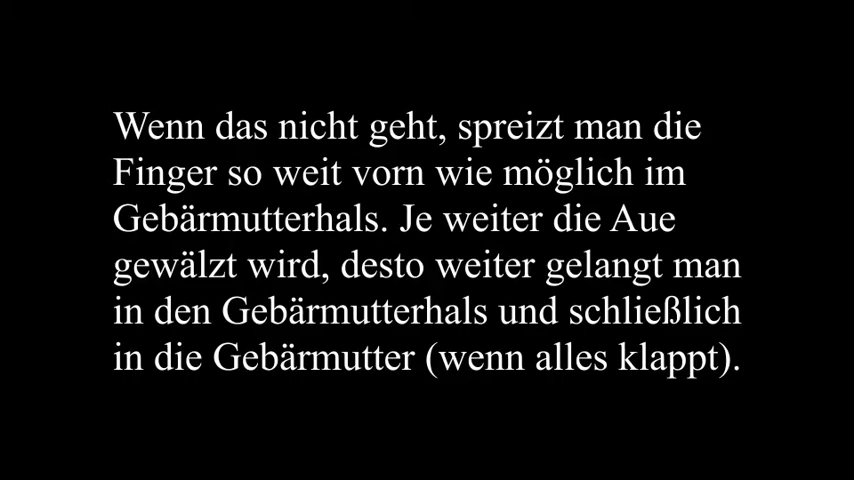 Wenn das nicht geht, spreizt man die
Finger so weit vorn wie möglich im
Gebärmutterhals. Je weiter die Aue
gewälzt wird, desto weiter gelangt man
in den Gebärmutterhals und schließlich
in die Gebärmutter (wenn alles klappt).